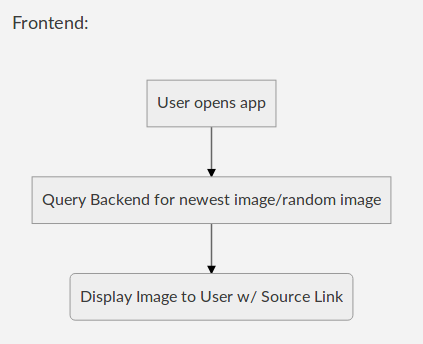 Frontend:
User opens app
Query Backend for newest image/random image
Display Image to User w/ Source Link